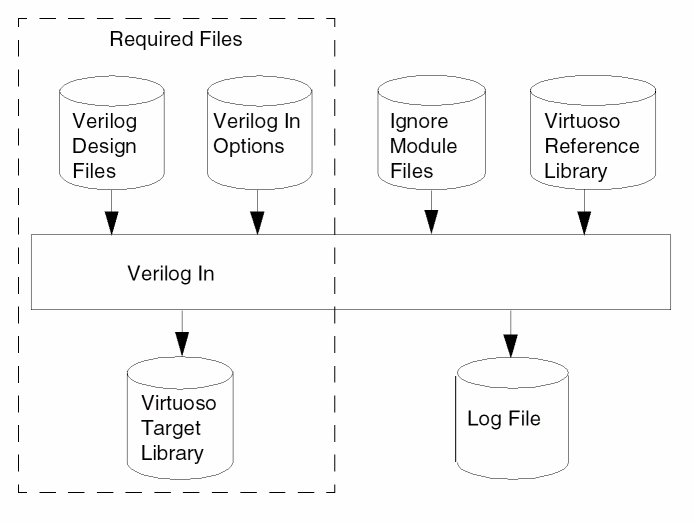 Required Files
Verilog
Design
Files
Verilog In
Options
Ignore
Module
Files
Virtuoso
Reference
Library
Verilog In
Virtuoso
Target
Library
Log File